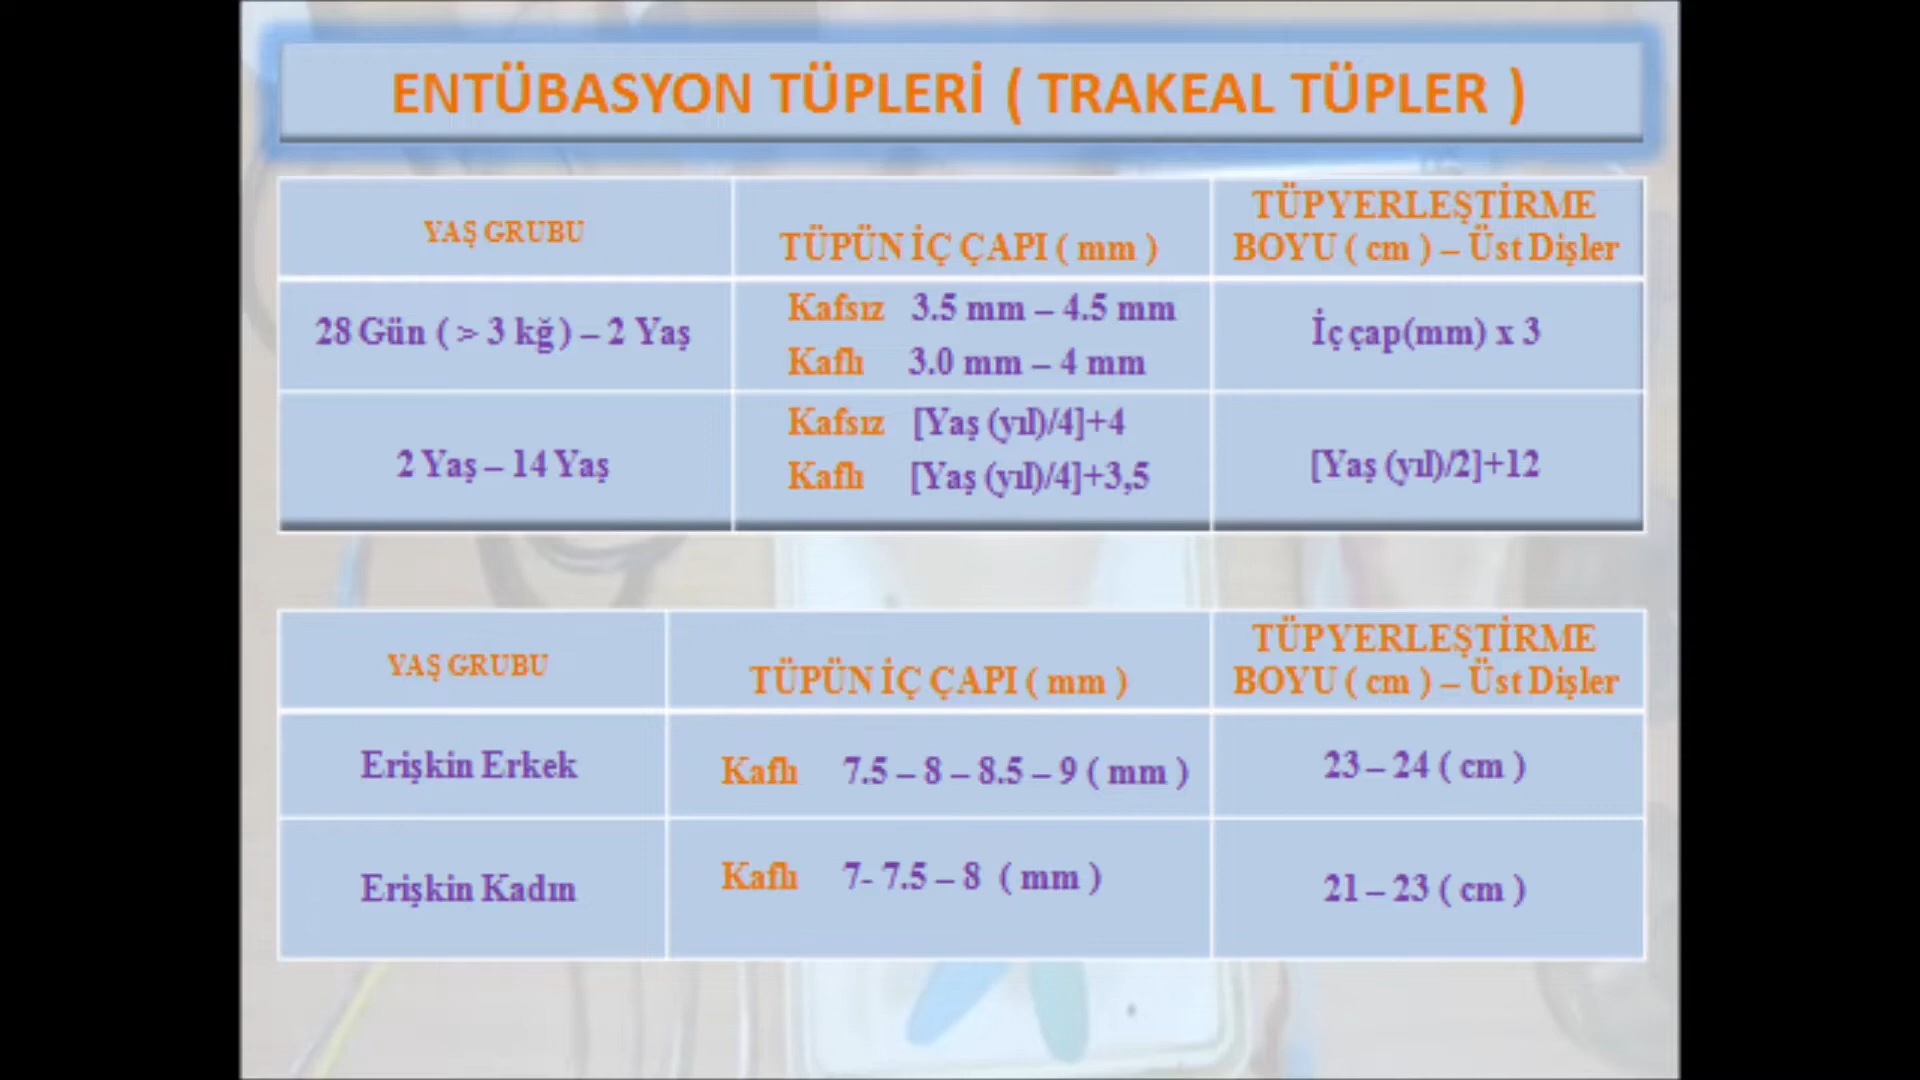 ENTÜBASYON TÜPLERİ ( TRAKEAL TÜPLER )
YAŞ GRUBU
TÜPÜN İÇ ÇAPI ( mm )
TÜPYERLEŞTİRME
BOYU ( cm ) – Üst Dişler
28 Gün ( > 3 kğ ) – 2 Yaş
Kafsız 3.5 mm – 4.5 mm
Kaflı 3.0 mm – 4 mm
İç çap(mm) x 3
2 Yaş – 14 Yaş
Kafsız [Yaş (yıl)/4]+4
Kaflı [Yaş (yıl)/4]+3,5
[Yaş (yıl)/2]+12
YAŞ GRUBU
TÜPÜN İÇ ÇAPI ( mm )
TÜPYERLEŞTİRME
BOYU ( cm ) – Üst Dişler
Erişkin Erkek
Kaflı 7.5 – 8 – 8.5 – 9 ( mm )
23 – 24 ( cm )
Erişkin Kadın
Kaflı 7- 7.5 – 8 ( mm )
21 – 23 ( cm )